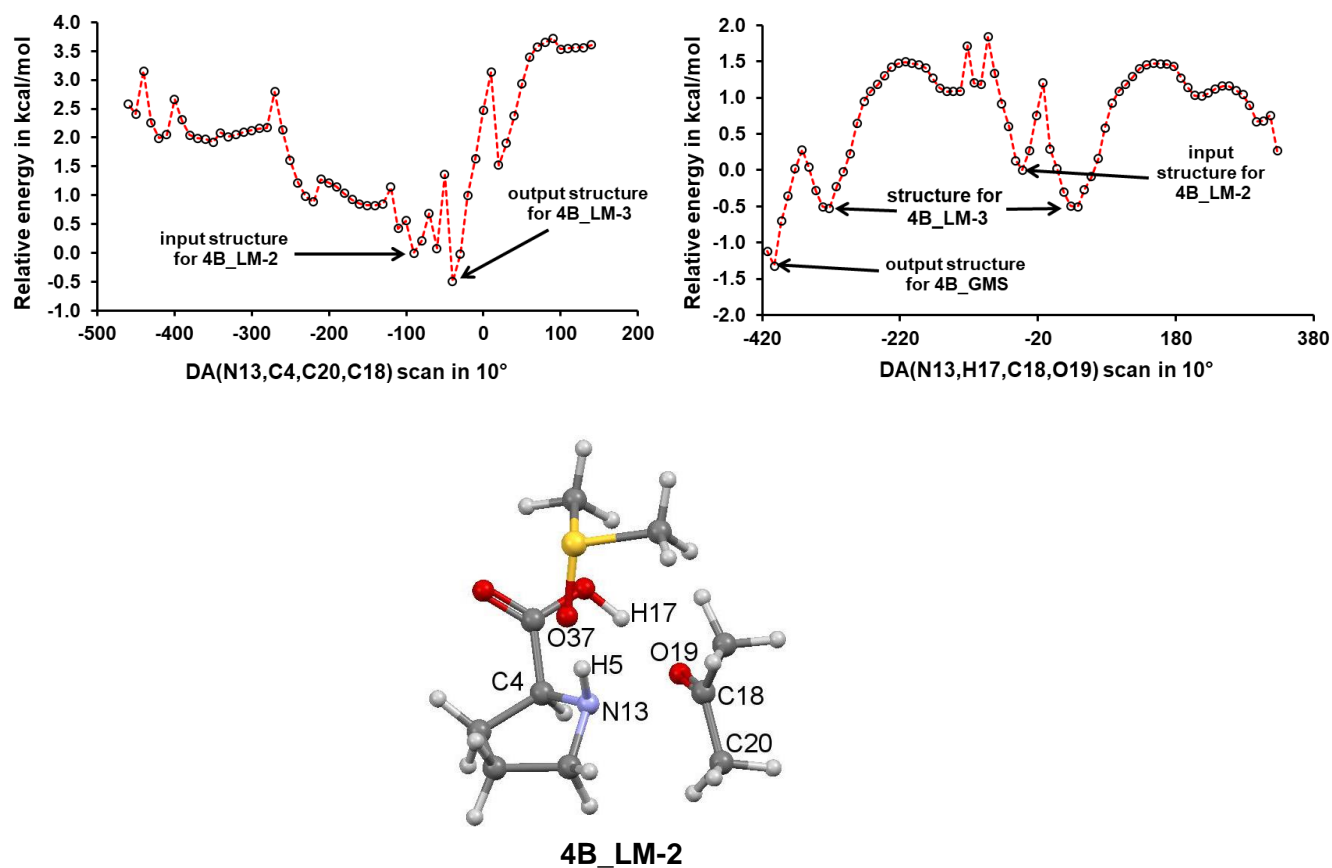 Relative energy in kcal/mol
4.0
3.5
3.0
2.5
2.0
1.5
1.0
0.5
0.0
-0.5
-1.0
input structure
for 4B_LM-2
output structure
for 4B_LM-3
-500 -400 -300 -200 -100 0 100 200
DA(N13,C4,C20,C18) scan in 10°
Relative energy in kcal/mol
2.0
1.5
1.0
0.5
0.0
-0.5
-1.0
-1.5
-2.0
structure for
4B_LM-3
input
structure for
4B_LM-2
output structure
for 4B_GMS
-420 -220 -20 180 380
DA(N13,H17,C18,O19) scan in 10°
H17
O37
O19
H5
C4
C18
N13
C20
4B_LM-2